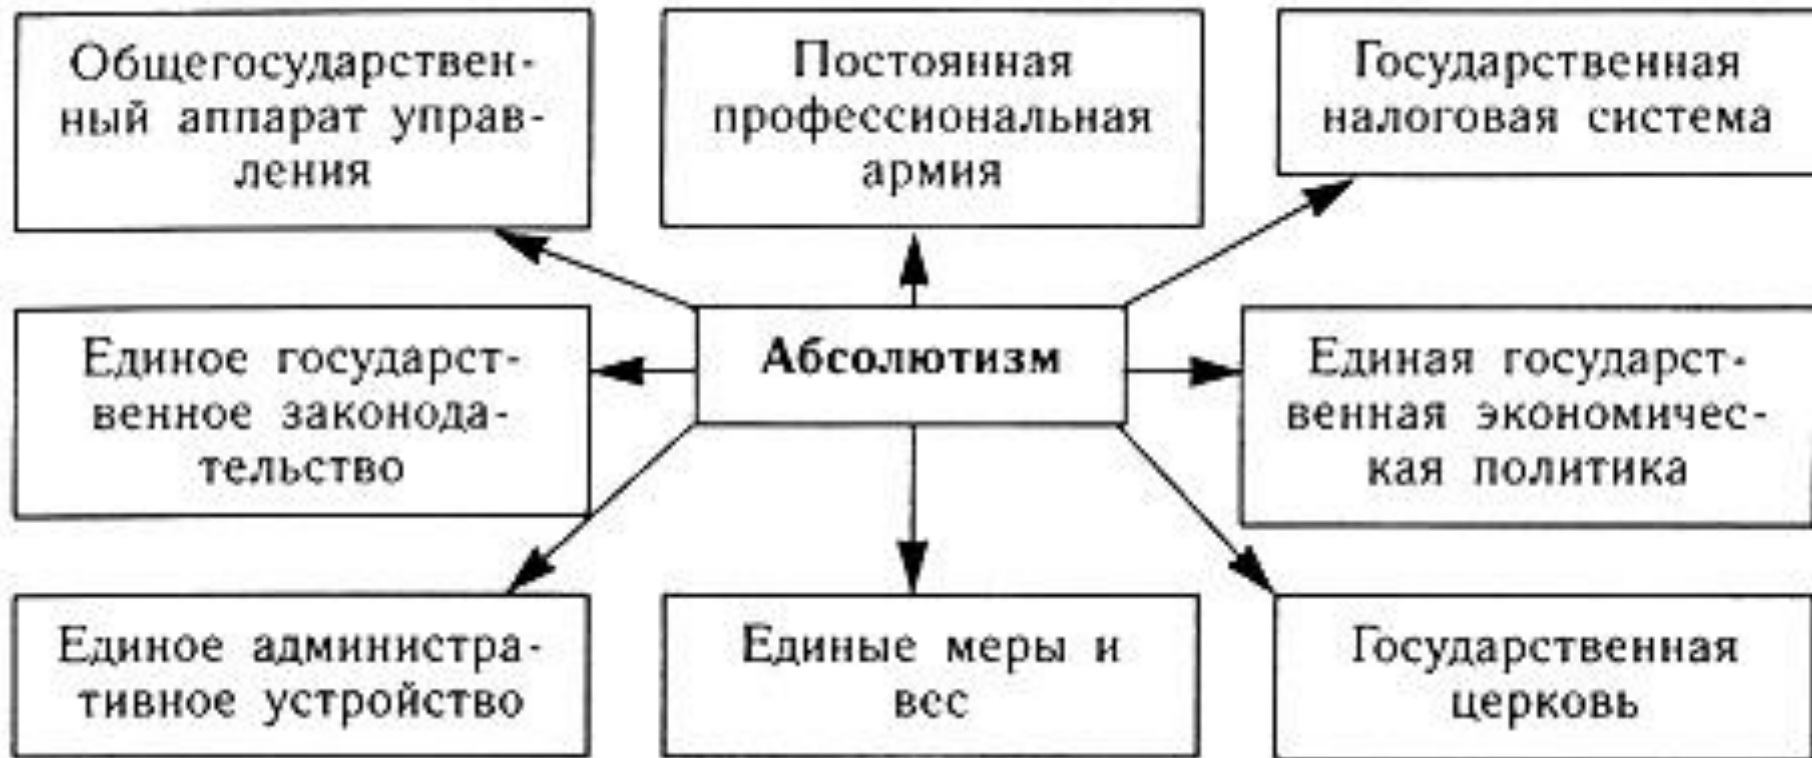 Общегосударствен-
ный аппарат управ-
ления
Постоянная
профессиональная
армия
Государственная
налоговая система
Единое государст-
венное законода-
тельство
Абсолютизм
Единая государст-
венная экономичес-
кая политика
Единое администра-
тивное устройство
Единые меры и
вес
Государственная
церковь